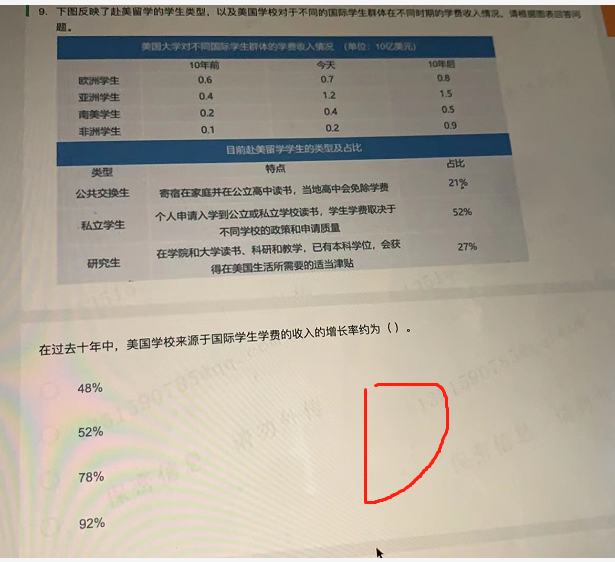 9. 下图反映了赴美留学的学生类型、以及美国学校对于不同的国际学生群体在不同时期的学费收入情况。请根据图表回答问
题。
美国大学对不同国际学生群体的学费收入情况 (单位: 10亿美元)
10年前 今天 10年后
欧洲学生 0.6 0.7 0.8
亚洲学生 0.4 1.2 1.5
南美学生 0.2 0.4 0.5
非洲学生 0.1 0.2 0.9
目前赴美留学学生的类型及占比
类型 特点 占比
公共交换生 寄宿在家庭并在公立高中读书，当地高中会免除学费 21%
私立学生 个人申请入学到公立或私立学校读书，学生学费取决于
不同学校的政策和申请质量 52%
研究生 在学院和大学读书、科研和教学，已有本科学位，会获
得在美国生活所需要的适当津贴 27%
在过去十年中，美国学校来源于国际学生学费的收入的增长率约为（）。
48%
52%
78%
92%
D